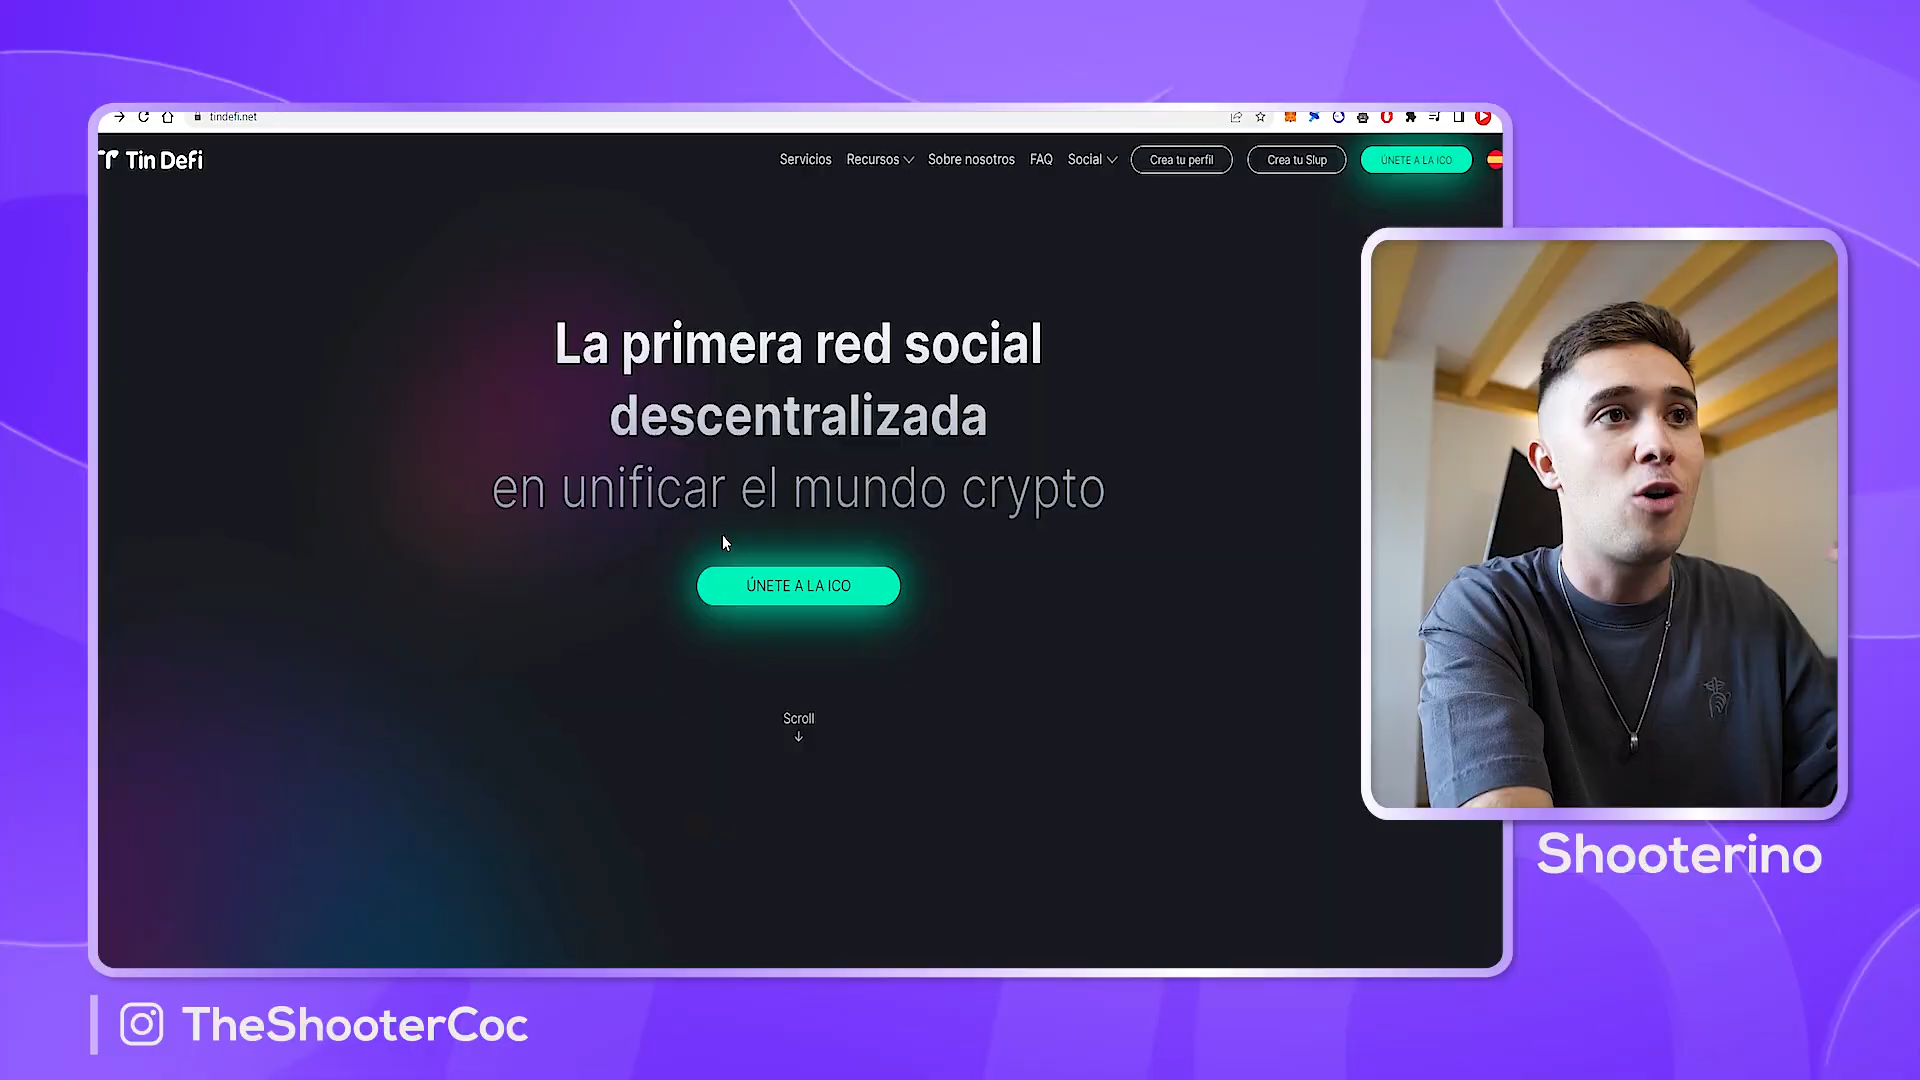 tindefi.net
Tin Defi
Servicios Recursos Sobre nosotros FAQ Social Crea tu perfil Crea tu Slup ÚNETE A LA ICO
La primera red social
descentralizada
en unificar el mundo crypto
ÚNETE A LA ICO
Scroll
Shooterino
TheShooterCoc